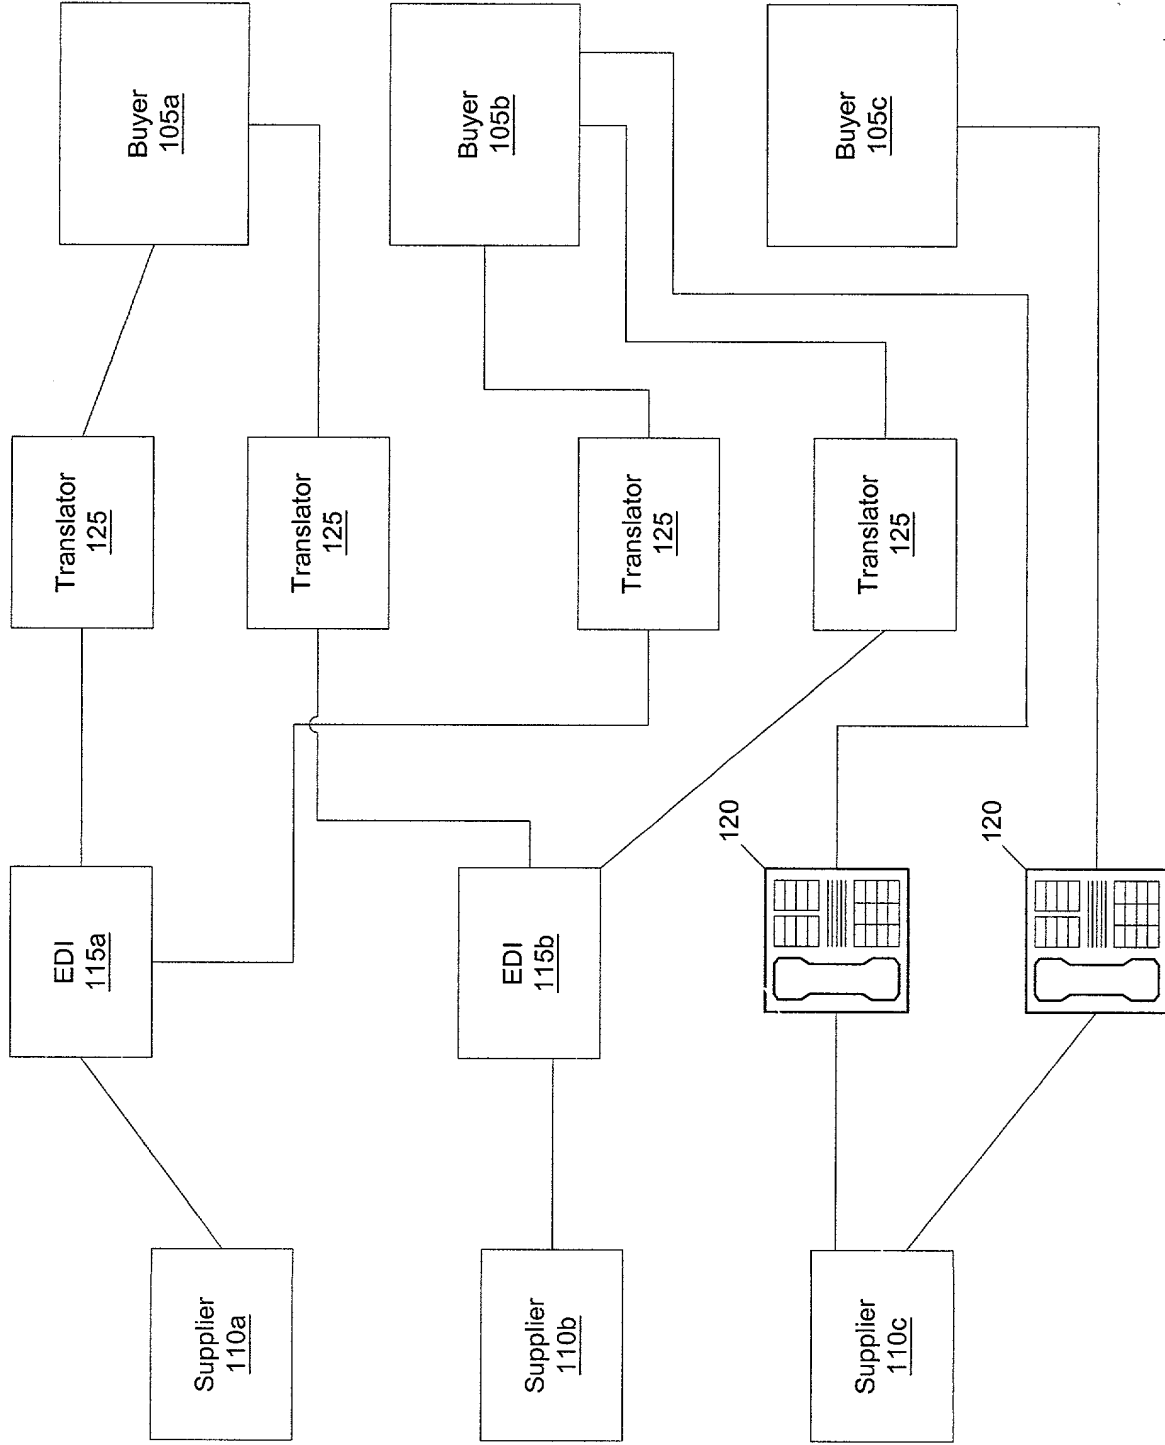 Supplier
110a
Supplier
110b
Supplier
110c
EDI
115a
EDI
115b
120
120
Translator
125
Translator
125
Translator
125
Translator
125
Buyer
105a
Buyer
105b
Buyer
105c